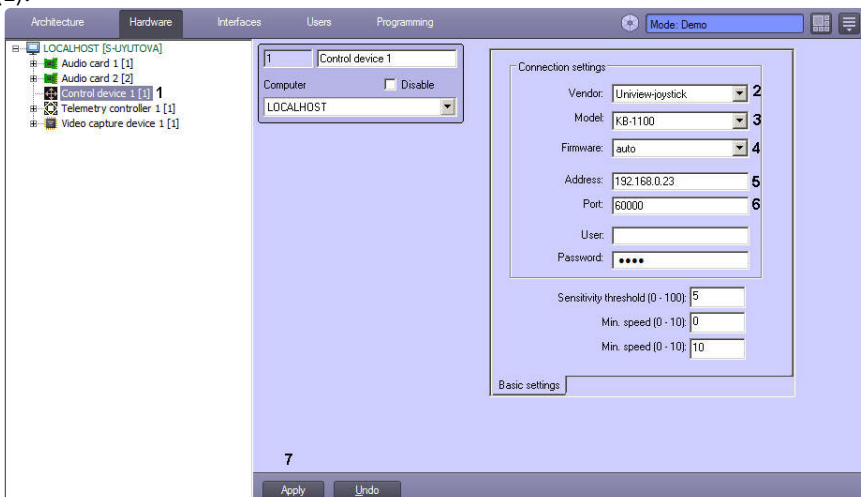 (1).
Architecture Hardware Interfaces Users Programming Mode: Demo
LOCALHOST [S-UYUTOVA]
Audio card 1 [1]
Audio card 2 [2]
Control device 1 [1] 1
Telemetry controller 1 [1]
Video capture device 1 [1]
1 Control device 1
Computer Disable
LOCALHOST
Connection settings
Vendor: Uniview-joystick 2
Model: KB-1100 3
Firmware: auto 4
Address: 192.168.0.23 5
Port: 60000 6
User:
Password: ••••
Sensitivity threshold (0 - 100): 5
Min. speed (0 - 10): 0
Min. speed (0 - 10): 10
Basic settings
7
Apply Undo